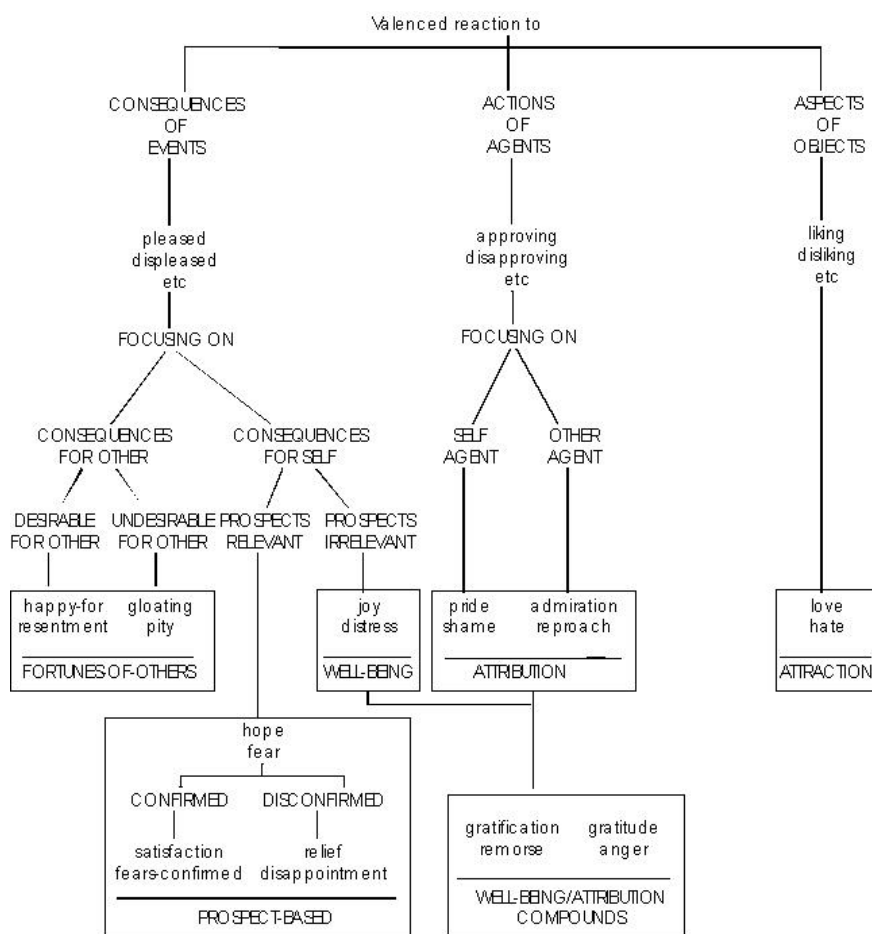 Valenced reaction to
CONSEQUENCES
OF
EVENTS
ACTIONS
OF
AGENTS
ASPECTS
OF
OBJECTS
pleased
displeased
etc
approving
disapproving
etc
liking
disliking
etc
FOCUSING ON
FOCUSING ON
CONSEQUENCES
FOR OTHER
CONSEQUENCES
FOR SELF
SELF
AGENT
OTHER
AGENT
DESIRABLE
FOR OTHER
UNDESIRABLE
FOR OTHER
PROSPECTS
RELEVANT
PROSPECTS
IRRELEVANT
happy-for
resentment
gloating
pity
FORTUNES-OF-OTHERS
joy
distress
WELL-BEING
pride
shame
admiration
reproach
ATTRIBUTION
love
hate
ATTRACTION
hope
fear
CONFIRMED
DISCONFIRMED
satisfaction
fears-confirmed
relief
disappointment
PROSPECT-BASED
gratification
remorse
gratitude
anger
WELL-BEING/ATTRIBUTION
COMPOUNDS